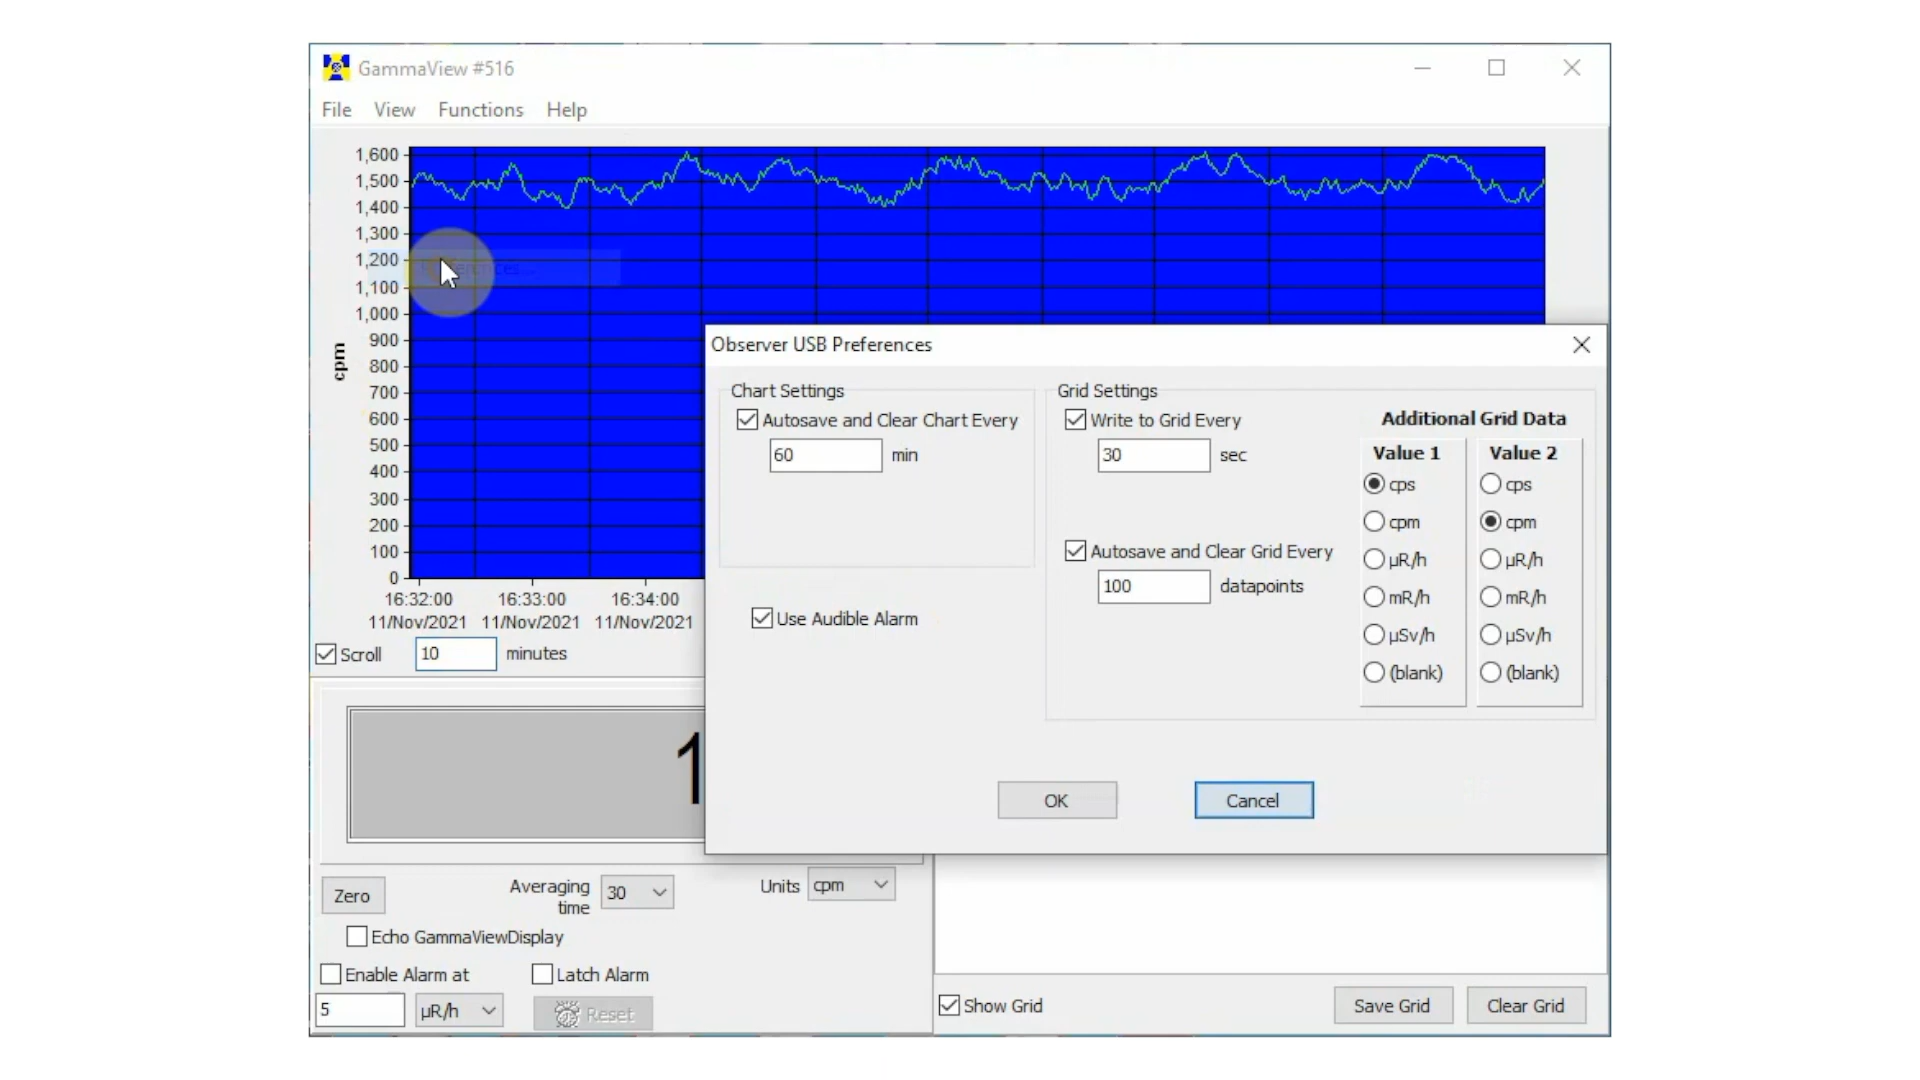 GammaView #516
File View Functions Help
1,600
1,500
1,400
1,300
1,200
1,100
1,000
900
800
700
600
500
400
300
200
100
0
cpm
16:32:00 16:33:00 16:34:00
11/Nov/2021 11/Nov/2021 11/Nov/2021
Scroll 10 minutes
Observer USB Preferences
Chart Settings
Autosave and Clear Chart Every
60 min
Use Audible Alarm
Grid Settings
Write to Grid Every
30 sec
Autosave and Clear Grid Every
100 datapoints
Additional Grid Data
Value 1 Value 2
cps cps
cpm cpm
µR/h µR/h
mR/h mR/h
µSv/h µSv/h
(blank) (blank)
OK Cancel
1
Zero
Averaging
time
30
Units cpm
Echo GammaViewDisplay
Enable Alarm at Latch Alarm
5 µR/h Reset
Show Grid Save Grid Clear Grid